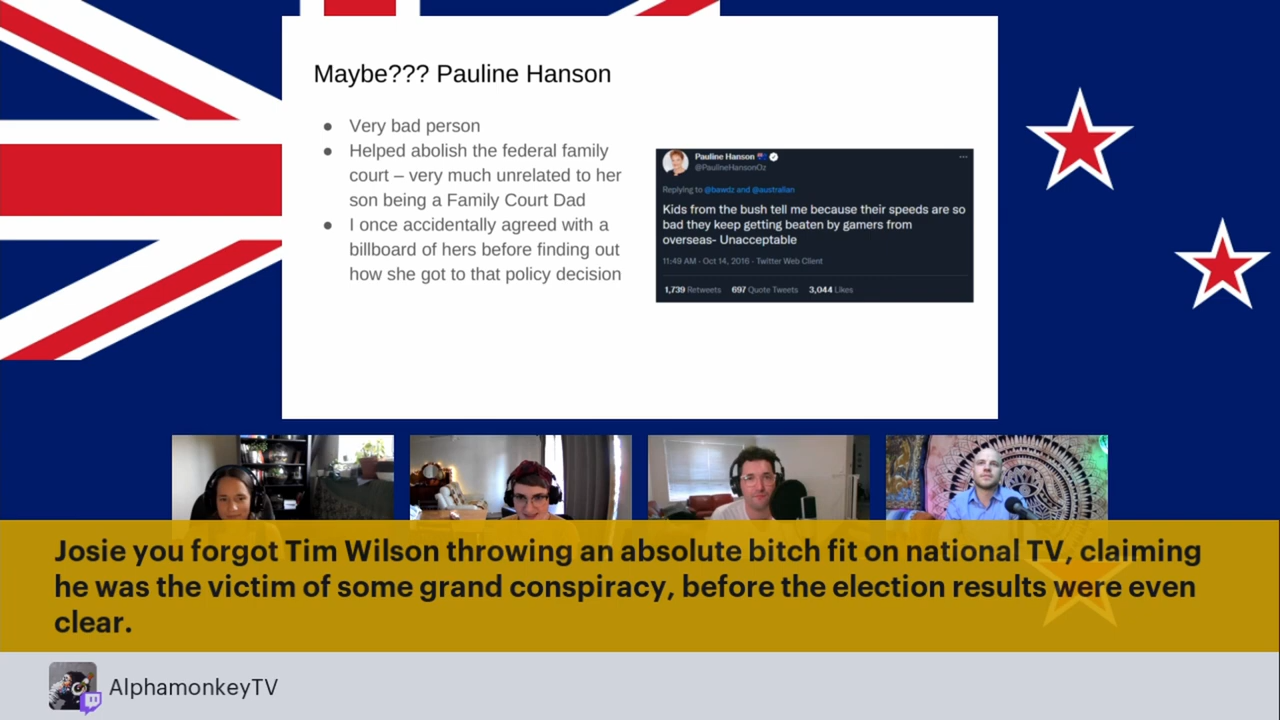 Maybe??? Pauline Hanson
● Very bad person
● Helped abolish the federal family
court – very much unrelated to her
son being a Family Court Dad
● I once accidentally agreed with a
billboard of hers before finding out
how she got to that policy decision
Pauline Hanson
@PaulineHansonOz
Replying to @bawdz and @australian
Kids from the bush tell me because their speeds are so
bad they keep getting beaten by gamers from
overseas- Unacceptable
11:49 AM · Oct 14, 2016 · Twitter Web Client
1,739 Retweets 697 Quote Tweets 3,044 Likes
Josie you forgot Tim Wilson throwing an absolute bitch fit on national TV, claiming
he was the victim of some grand conspiracy, before the election results were even
clear.
AlphamonkeyTV